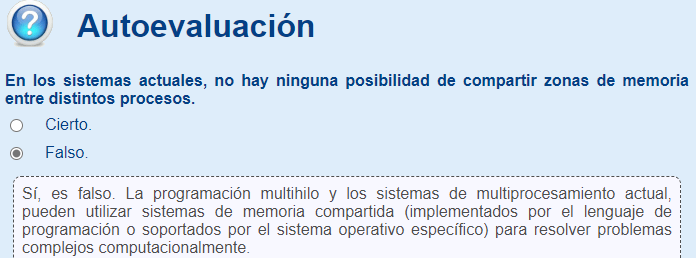 Autoevaluación
En los sistemas actuales, no hay ninguna posibilidad de compartir zonas de memoria
entre distintos procesos.
Cierto.
Falso.
Sí, es falso. La programación multihilo y los sistemas de multiprocesamiento actual,
pueden utilizar sistemas de memoria compartida (implementados por el lenguaje de
programación o soportados por el sistema operativo específico) para resolver problemas
complejos computacionalmente.